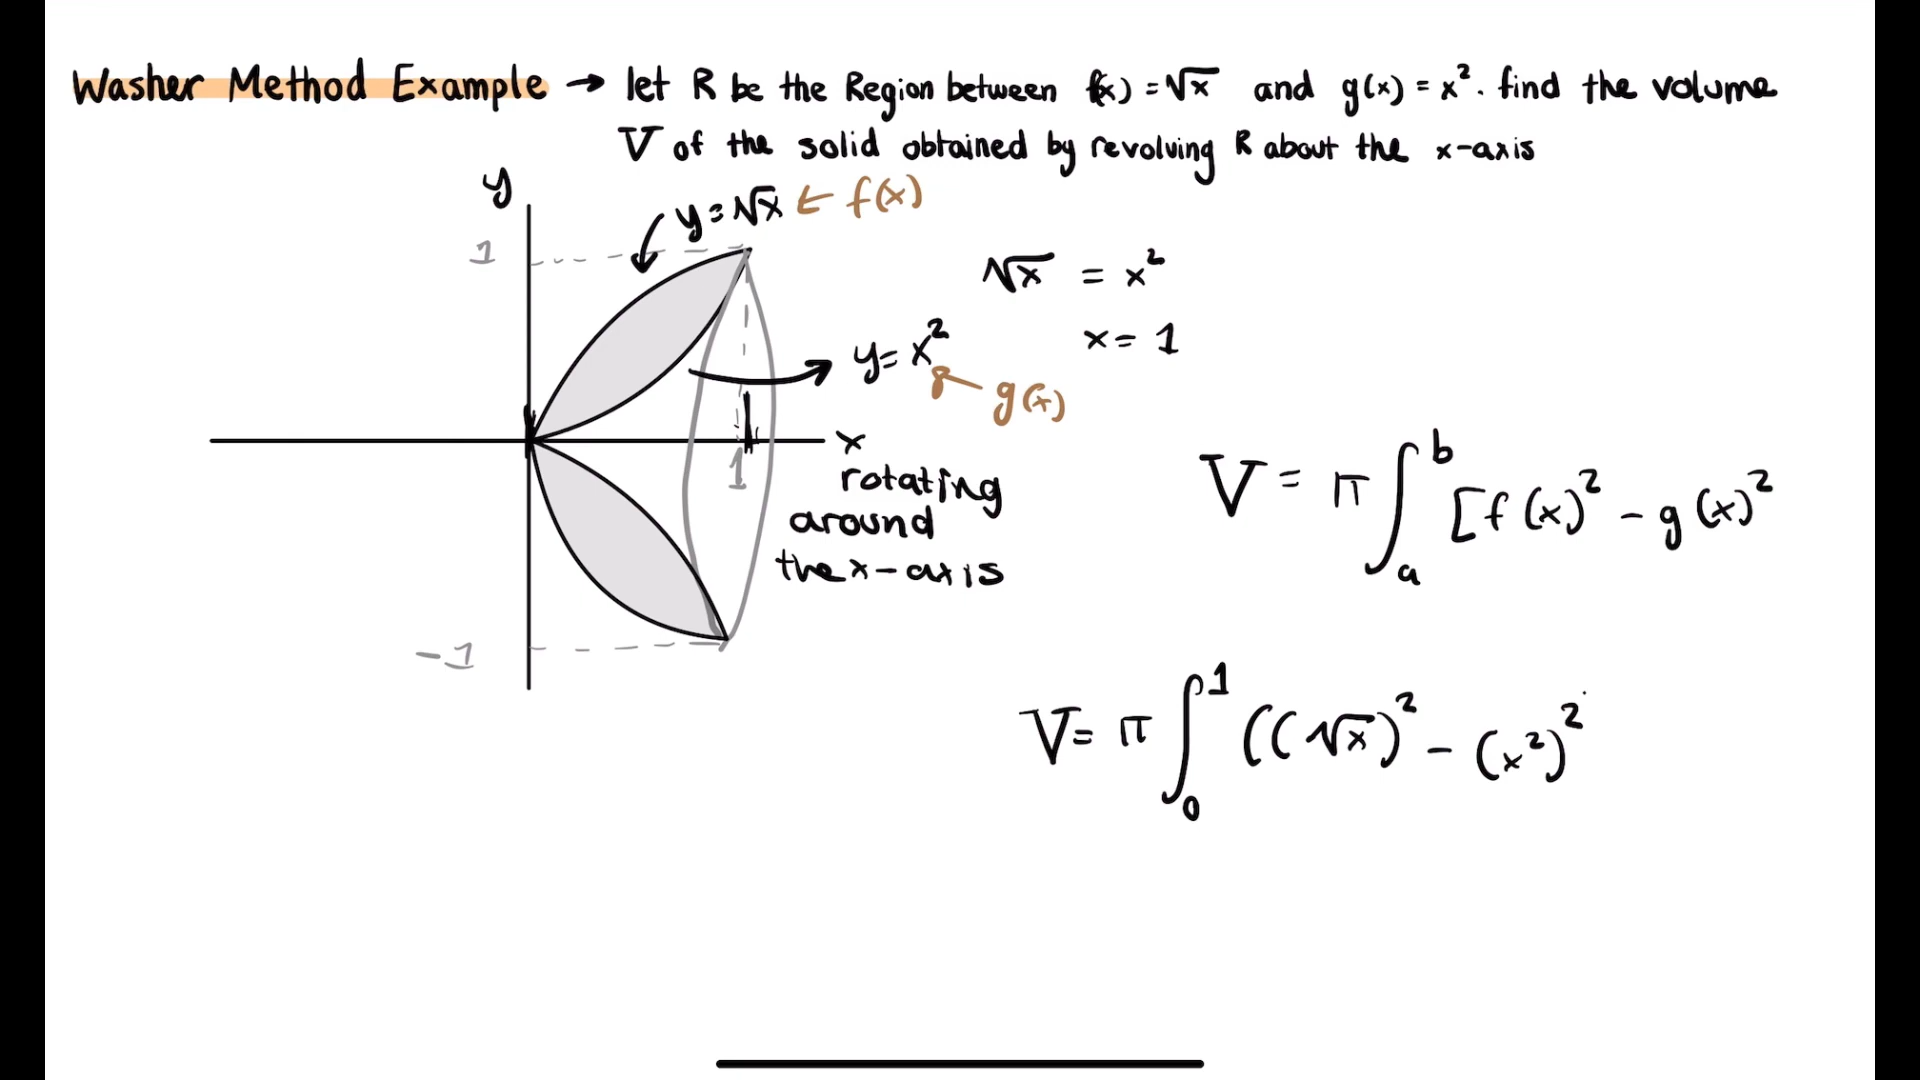 Washer Method Example → let R be the Region between f(x) = √x and g(x) = x². find the volume
V of the solid obtained by revolving R about the x-axis
y
y = √x ← f(x)
1
√x = x²
x = 1
y = x²
g(x)
x
1
rotating
around
the x-axis
-1
V = π ∫_a^b [f(x)² - g(x)²
V = π ∫_0^1 ((√x)² - (x²)²